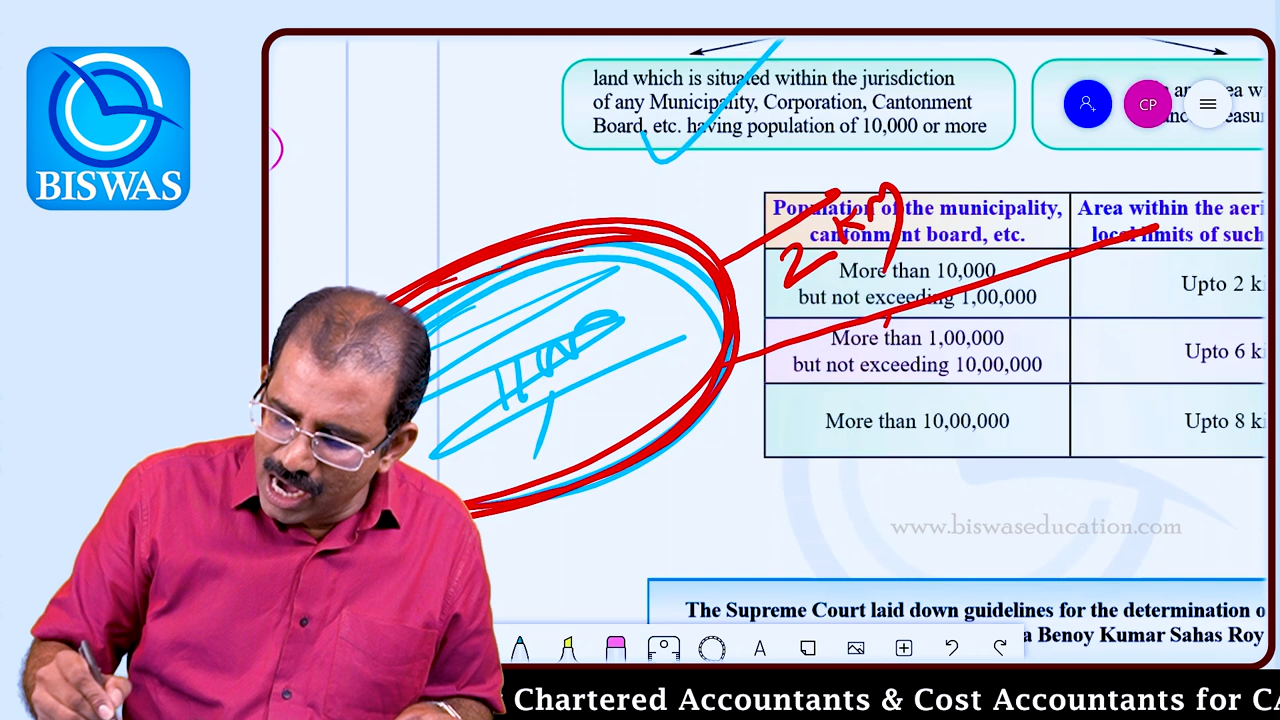 BISWAS
land which is situated within the jurisdiction
of any Municipality, Corporation, Cantonment
Board, etc. having population of 10,000 or more
CP
Population of the municipality,
cantonment board, etc.
Area within the
local limits of such
2 km
More than 10,000
but not exceeding 1,00,000
Upto 2
More than 1,00,000
but not exceeding 10,00,000
Upto 6
More than 10,00,000
Upto 8
www.biswaseducation.com
The Supreme Court laid down guidelines for the determination
Benoy Kumar Sahas Roy
A
Chartered Accountants & Cost Accountants for